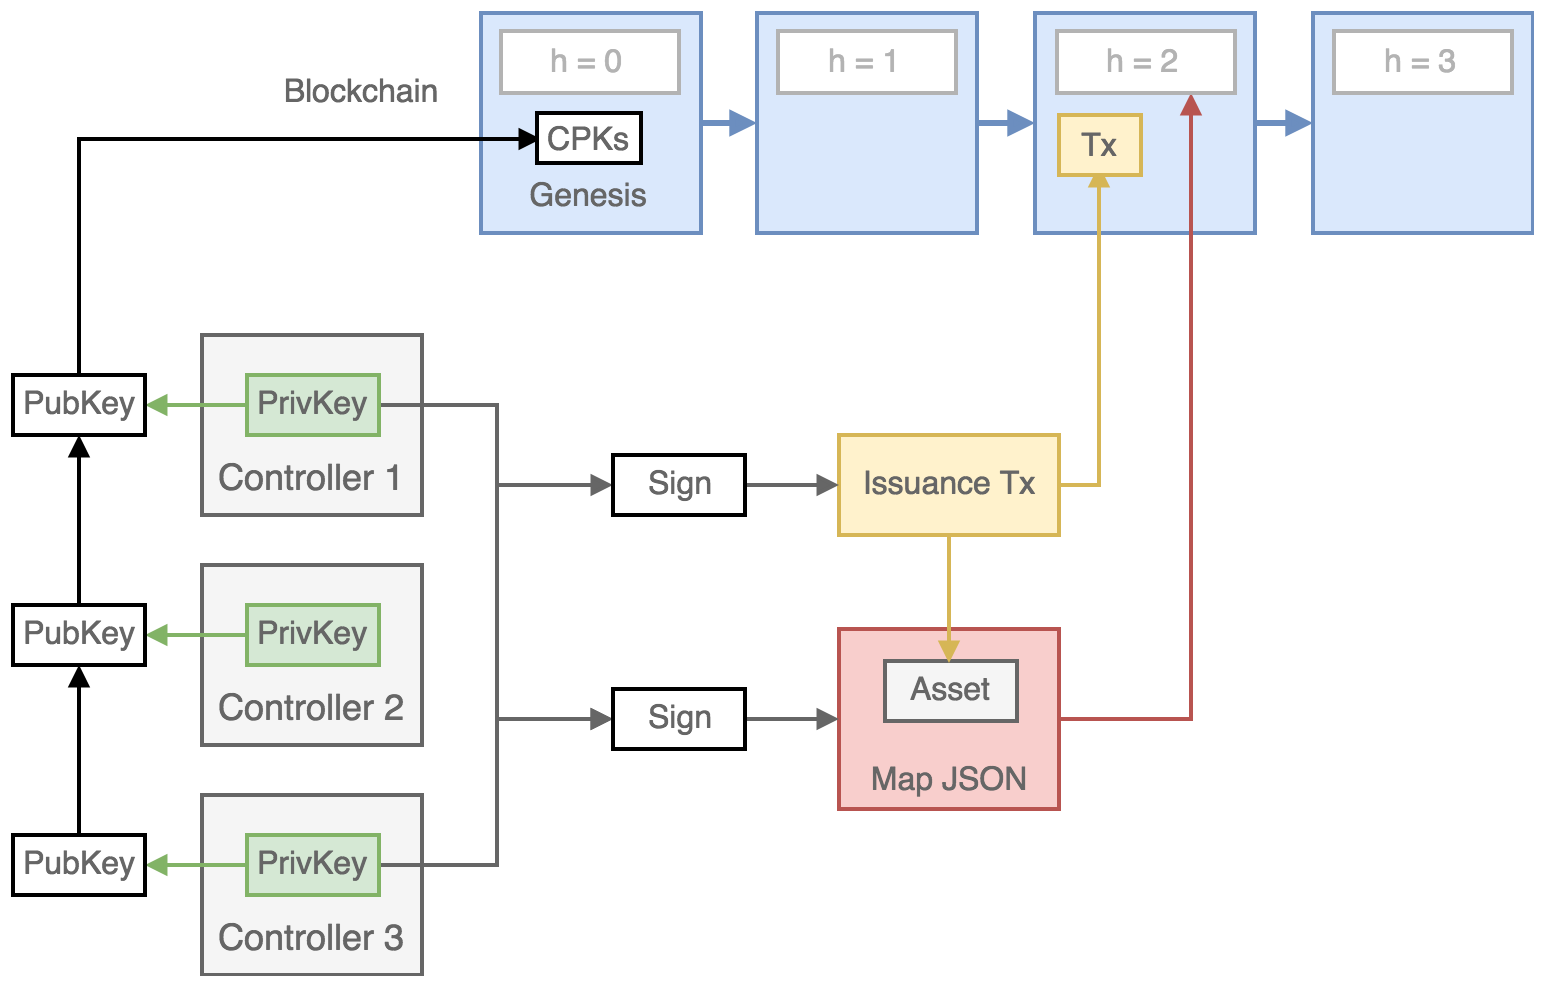 h = 0
h = 1
h = 2
h = 3
Blockchain
CPKs
Tx
Genesis
PubKey
PrivKey
Controller 1
Sign
Issuance Tx
PubKey
PrivKey
Controller 2
Sign
Asset
Map JSON
PubKey
PrivKey
Controller 3